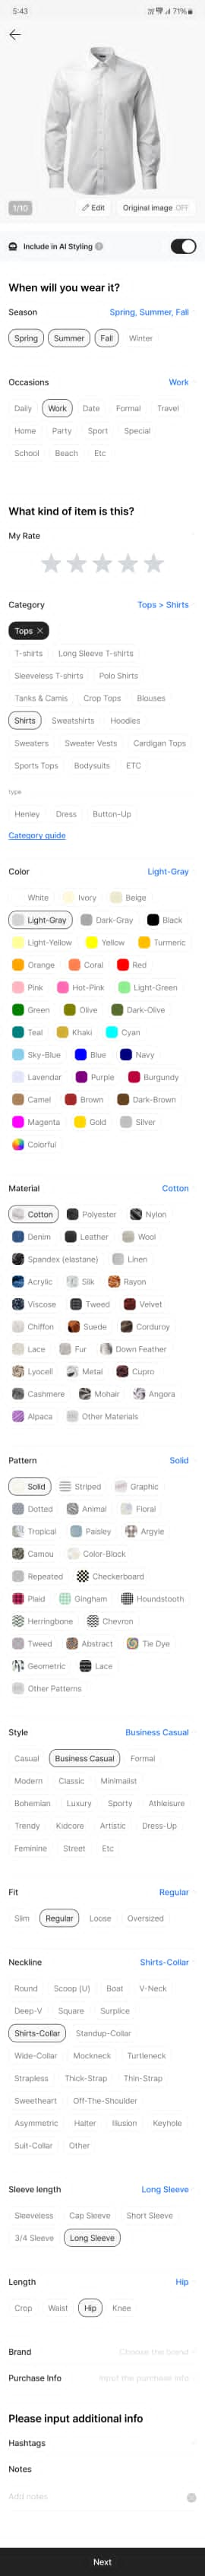 5:43 71%
1/10 Edit Original Image OFF
Include in AI Styling ?
When will you wear it?
Season Spring, Summer, Fall
Spring Summer Fall Winter
Occasions Work
Daily Work Date Formal Travel
Home Party Sport Special
School Beach Etc
What kind of item is this?
My Rate
Category Tops > Shirts
Tops X
T-shirts Long Sleeve T-shirts
Sleeveless T-shirts Polo Shirts
Tanks & Camis Crop Tops Blouses
Shirts Sweatshirts Hoodies
Sweaters Sweater Vests Cardigan Tops
Sports Tops Bodysuits ETC
type
Henley Dress Button-Up
Category guide
Color Light-Gray
White Ivory Beige
Light-Gray Dark-Gray Black
Light-Yellow Yellow Turmeric
Orange Coral Red
Pink Hot-Pink Light-Green
Green Olive Dark-Olive
Teal Khaki Cyan
Sky-Blue Blue Navy
Lavendar Purple Burgundy
Camel Brown Dark-Brown
Magenta Gold Silver
Colorful
Material Cotton
Cotton Polyester Nylon
Denim Leather Wool
Spandex (elastane) Linen
Acrylic Silk Rayon
Viscose Tweed Velvet
Chiffon Suede Corduroy
Lace Fur Down Feather
Lyocell Metal Cupro
Cashmere Mohair Angora
Alpaca Other Materials
Pattern Solid
Solid Striped Graphic
Dotted Animal Floral
Tropical Paisley Argyle
Camou Color-Block
Repeated Checkerboard
Plaid Gingham Houndstooth
Herringbone Chevron
Tweed Abstract Tie Dye
Geometric Lace
Other Patterns
Style Business Casual
Casual Business Casual Formal
Modern Classic Minimalist
Bohemian Luxury Sporty Athleisure
Trendy Kidcore Artistic Dress-Up
Feminine Street Etc
Fit Regular
Slim Regular Loose Oversized
Neckline Shirts-Collar
Round Scoop (U) Boat V-Neck
Deep-V Square Surplice
Shirts-Collar Standup-Collar
Wide-Collar Mockneck Turtleneck
Strapless Thick-Strap Thin-Strap
Sweetheart Off-The-Shoulder
Asymmetric Halter Illusion Keyhole
Suit-Collar Other
Sleeve length Long Sleeve
Sleeveless Cap Sleeve Short Sleeve
3/4 Sleeve Long Sleeve
Length Hip
Crop Waist Hip Knee
Brand Choose the brand
Purchase Info Input the purchase info
Please input additional info
Hashtags
Notes
Add notes
Next